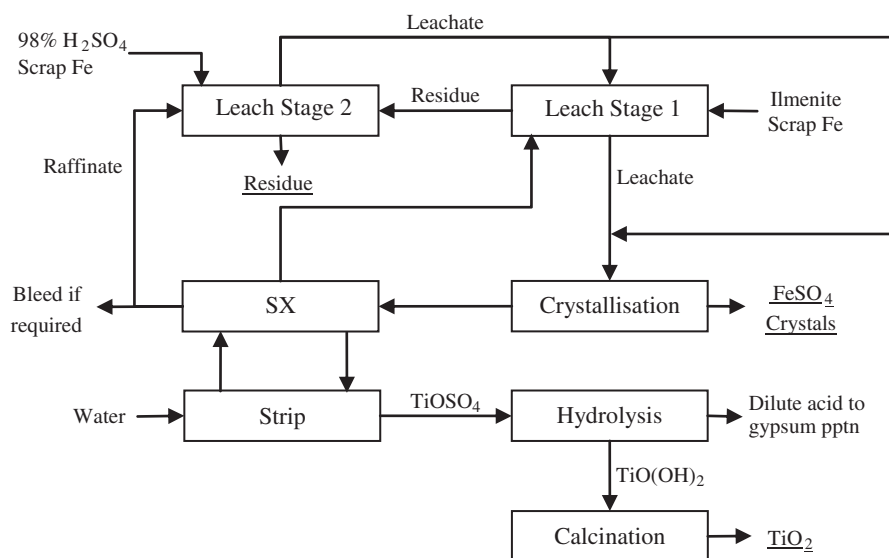 Leachate
98% H₂SO₄
Scrap Fe
Leach Stage 2
Residue
Leach Stage 1
Ilmenite
Scrap Fe
Raffinate
Residue
Leachate
Bleed if
required
SX
Crystallisation
FeSO₄
Crystals
Water
Strip
TiOSO₄
Hydrolysis
Dilute acid to
gypsum pptn
TiO(OH)₂
Calcination
TiO₂